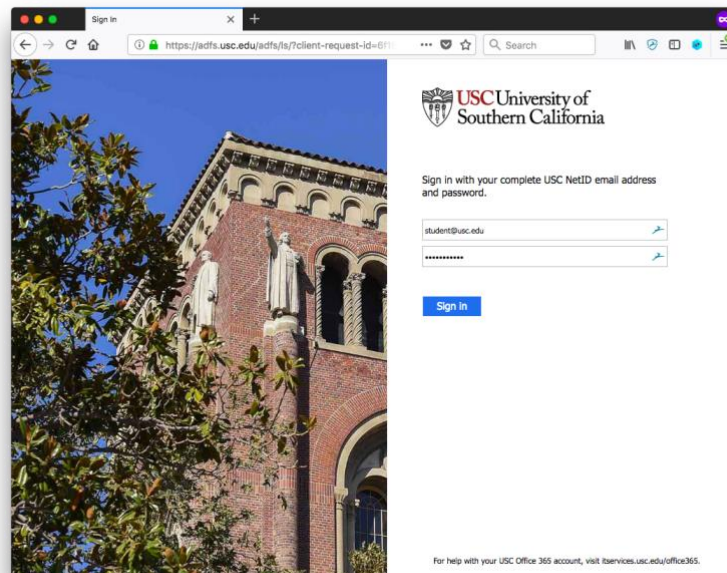 Sign In
https://adfs.usc.edu/adfs/ls/?client-request-id=6f1
Search
USC University of
Southern California
Sign in with your complete USC NetID email address
and password.
student@usc.edu
•••••••••••
Sign in
For help with your USC Office 365 account, visit itservices.usc.edu/office365.